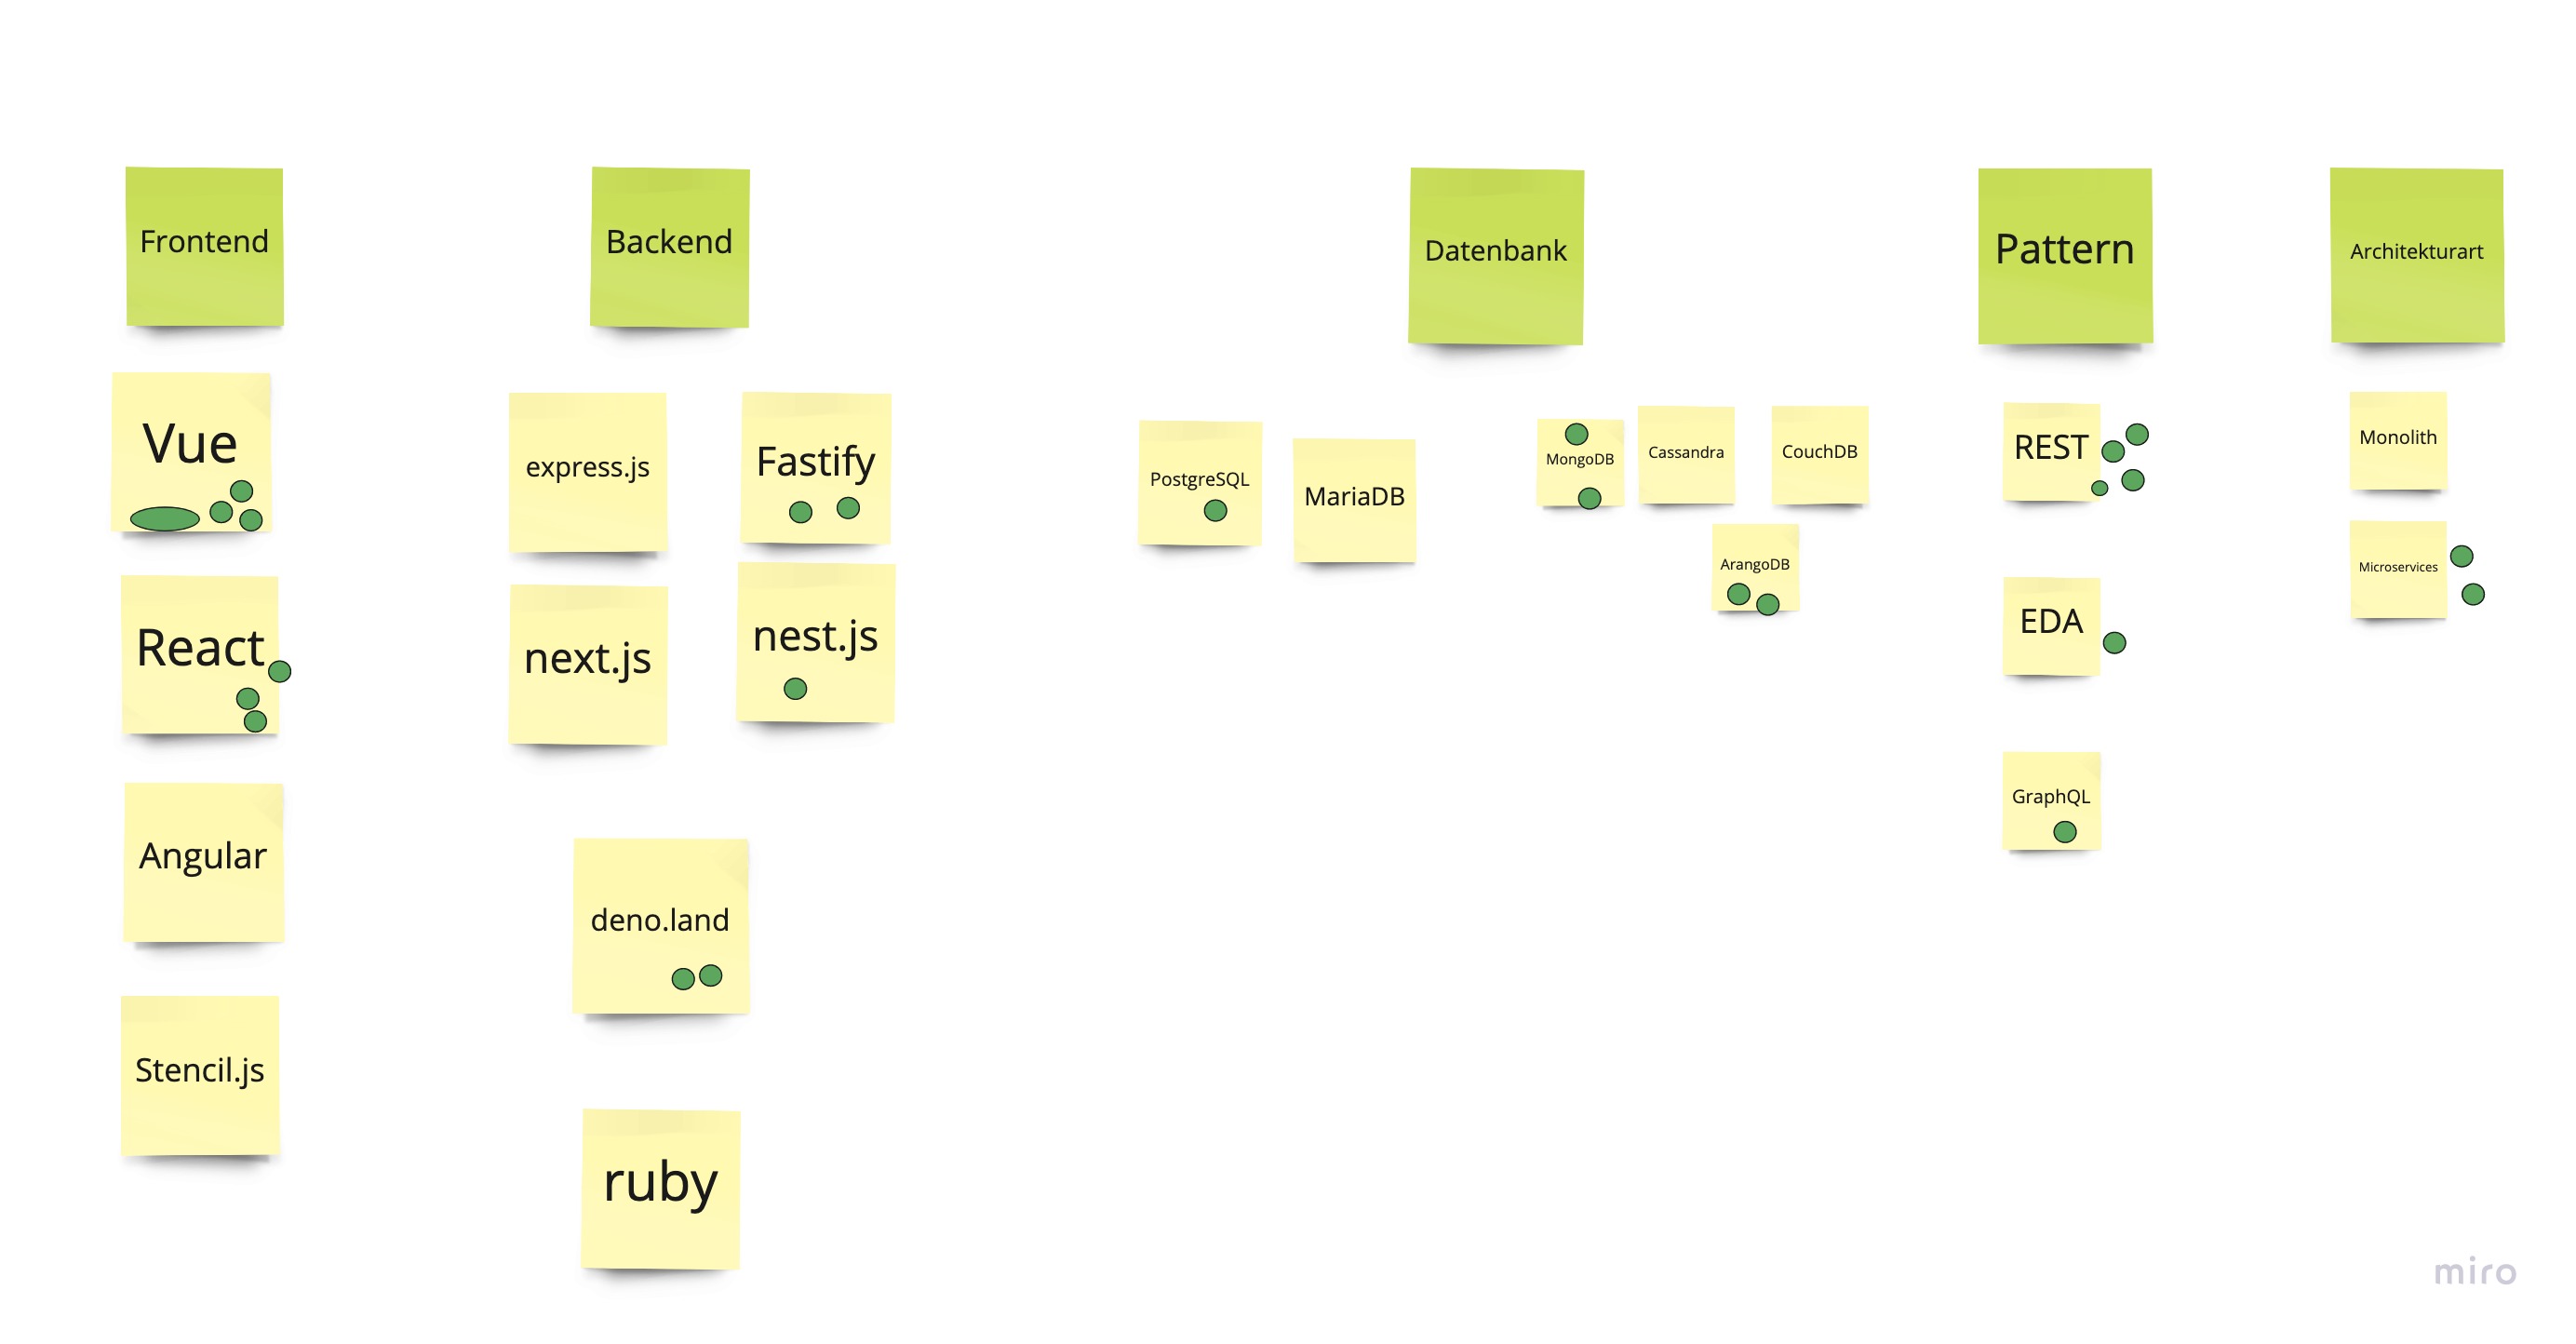 Frontend
Backend
Datenbank
Pattern
Architekturart
Vue
React
Angular
Stencil.js
express.js
Fastify
next.js
nest.js
deno.land
ruby
PostgreSQL
MariaDB
MongoDB
Cassandra
CouchDB
ArangoDB
REST
EDA
GraphQL
Monolith
Microservices
miro